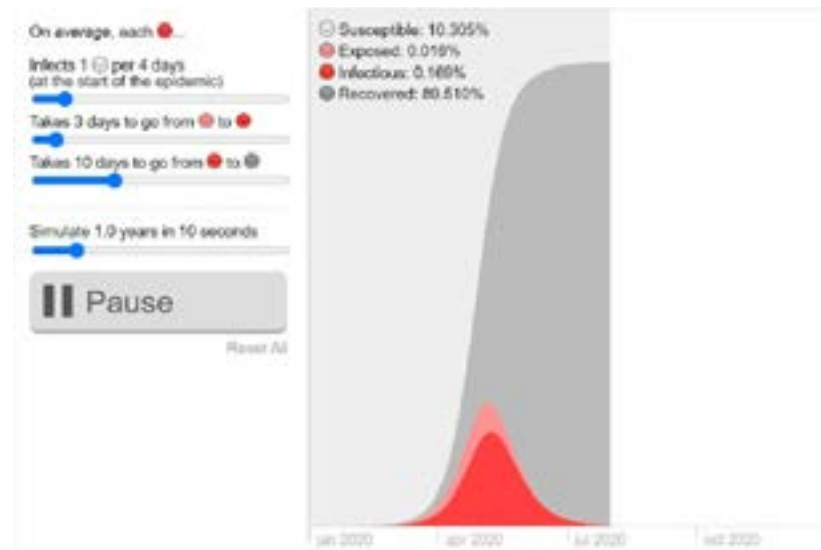 On average, each ...
Infects 1 per 4 days
(at the start of the epidemic)
Takes 3 days to go from to
Takes 10 days to go from to
Simulate 1.0 years in 10 seconds
Pause
Reset All
Susceptible: 10.305%
Exposed: 0.016%
Infectious: 0.169%
Recovered: 89.510%
jan 2020
apr 2020
jul 2020
oct 2020